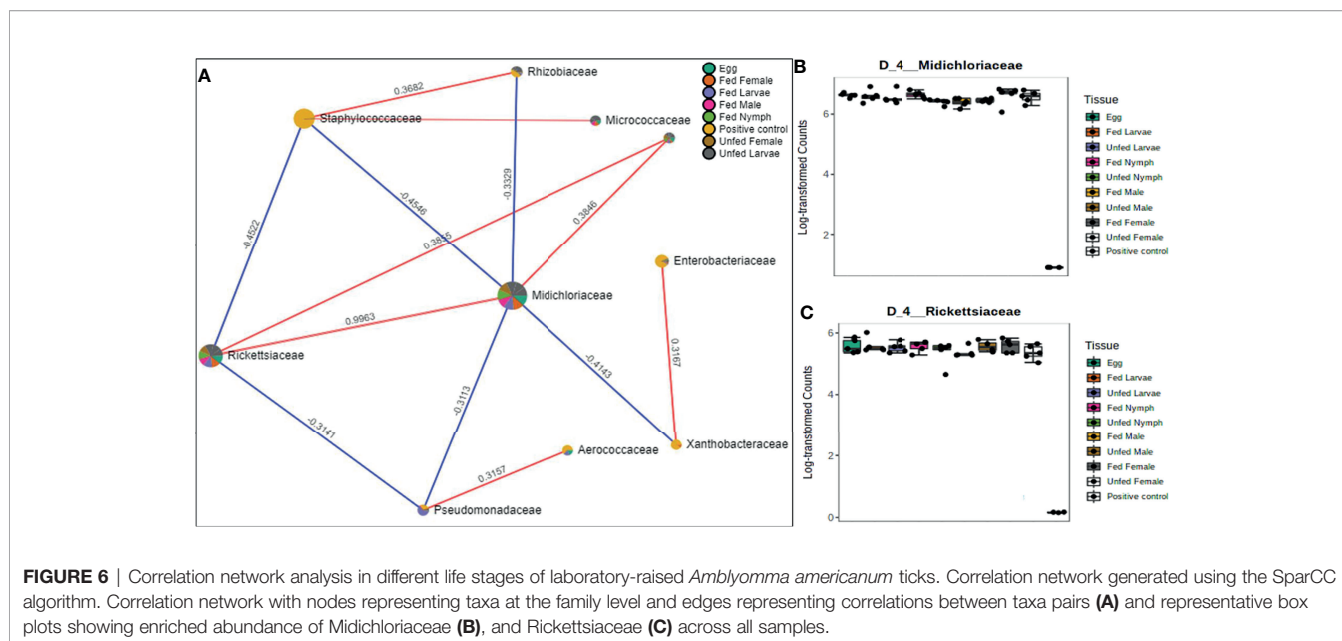 A
Rhizobiaceae
0.3682
Staphylococcaceae
Micrococcaceae
-0.3329
-0.4546
-0.4522
0.3846
0.3855
Enterobacteriaceae
Midichloriaceae
0.9963
0.3167
Rickettsiaceae
-0.4143
-0.3113
-0.3141
Xanthobacteraceae
Aerococcaceae
0.3157
Pseudomonadaceae
Egg
Fed Female
Fed Larvae
Fed Male
Fed Nymph
Positive control
Unfed Female
Unfed Larvae
B
D_4__Midichloriaceae
Log-transformed Counts
6
4
2
Tissue
Egg
Fed Larvae
Unfed Larvae
Fed Nymph
Unfed Nymph
Fed Male
Unfed Male
Fed Female
Unfed Female
Positive control
C
D_4__Rickettsiaceae
Log-transformed Counts
6
4
2
0
Tissue
Egg
Fed Larvae
Unfed Larvae
Fed Nymph
Unfed Nymph
Fed Male
Unfed Male
Fed Female
Unfed Female
Positive control
FIGURE 6 | Correlation network analysis in different life stages of laboratory-raised Amblyomma americanum ticks. Correlation network generated using the SparCC
algorithm. Correlation network with nodes representing taxa at the family level and edges representing correlations between taxa pairs (A) and representative box
plots showing enriched abundance of Midichloriaceae (B), and Rickettsiaceae (C) across all samples.